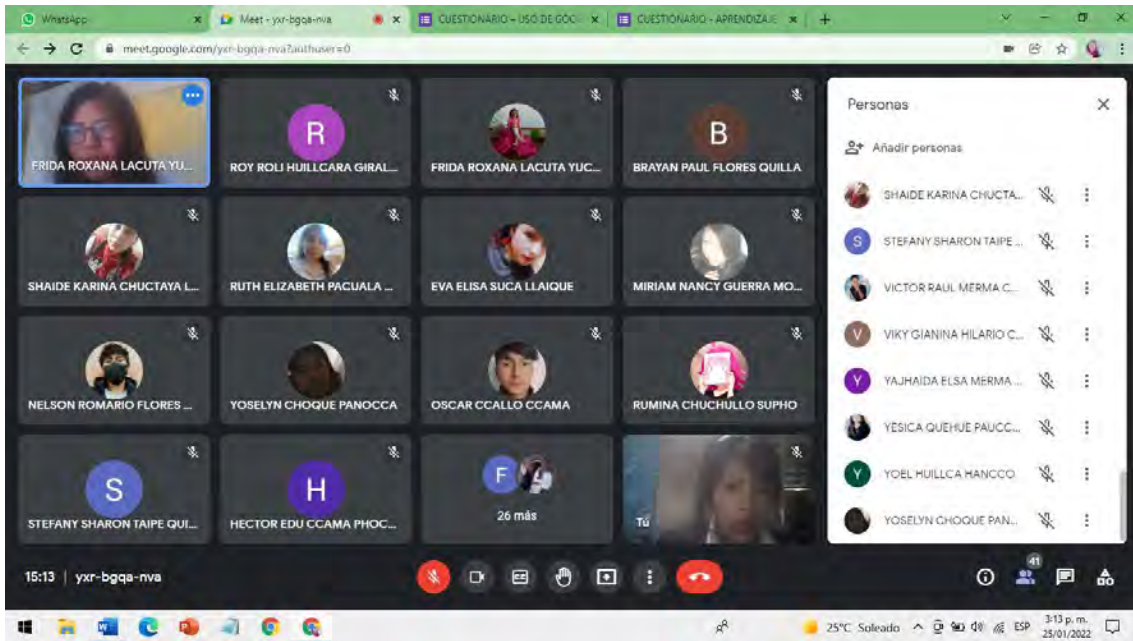 WhatsApp
Meet - yxr-bgqa-nva
CUESTIONARIO - USO DE GOO
CUESTIONARIO - APRENDIZAJE
meet.google.com/yxr-bgqa-nva?authuser=0
FRIDA ROXANA LACUTA YU...
R
ROY ROLI HUILLCARA GIRAL...
FRIDA ROXANA LACUTA YUC...
B
BRAYAN PAUL FLORES QUILLA
SHAIDE KARINA CHUCTAYA L...
RUTH ELIZABETH PACUALA ...
EVA ELISA SUCA LLAIQUE
MIRIAM NANCY GUERRA MO...
NELSON ROMARIO FLORES ...
YOSELYN CHOQUE PANOCCA
OSCAR CCALLO CCAMA
RUMINA CHUCHULLO SUPHO
S
STEFANY SHARON TAIPE QUI...
H
HECTOR EDU CCAMA PHOC...
F
26 más
Tú
Personas
Añadir personas
SHAIDE KARINA CHUCTA...
S
STEFANY SHARON TAIPE ...
VICTOR RAUL MERMA C...
V
VIKY GIANINA HILARIO C...
Y
YAJHAIDA ELSA MERMA ...
YESICA QUEHUE PAUCC...
Y
YOEL HUILLCA HANCCO
YOSELYN CHOQUE PAN...
15:13 | yxr-bgqa-nva
41
25°C Soleado
ESP
3:13 p. m.
25/01/2022